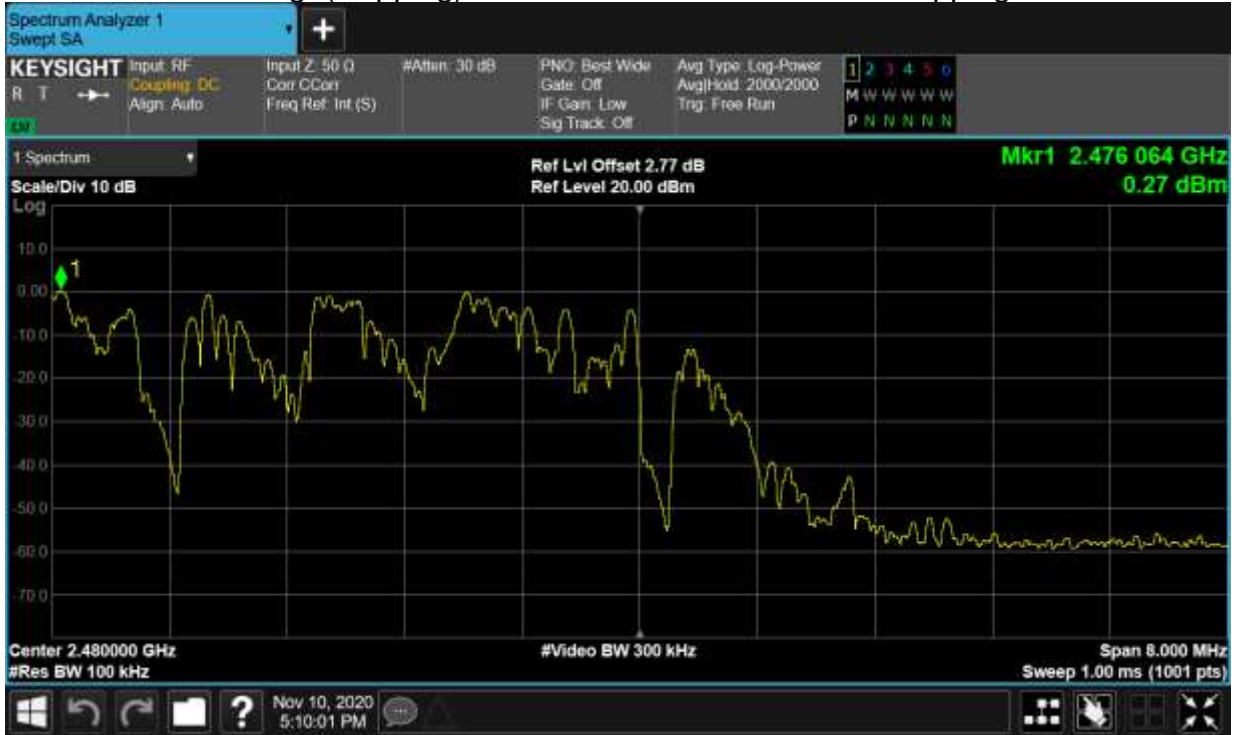 Spectrum Analyzer 1
Swept SA
KEYSIGHT Input: RF Input Z: 50 Ω #Atten: 30 dB PNO: Best Wide Avg Type: Log-Power 1 2 3 4 5 6
R T Coupling: DC Corr CCorr Gate: Off Avg|Hold: 2000/2000 M W W W W W
Align: Auto Freq Ref: Int (S) IF Gain: Low Trig: Free Run
Sig Track: Off P N N N N N
1 Spectrum
Ref Lvl Offset 2.77 dB
Mkr1 2.476 064 GHz
Scale/Div 10 dB
Ref Level 20.00 dBm
0.27 dBm
Log
10.0
1
0.00
-10.0
-20.0
-30.0
-40.0
-50.0
-60.0
-70.0
Center 2.480000 GHz #Video BW 300 kHz Span 8.000 MHz
#Res BW 100 kHz Sweep 1.00 ms (1001 pts)
? Nov 10, 2020
5:10:01 PM